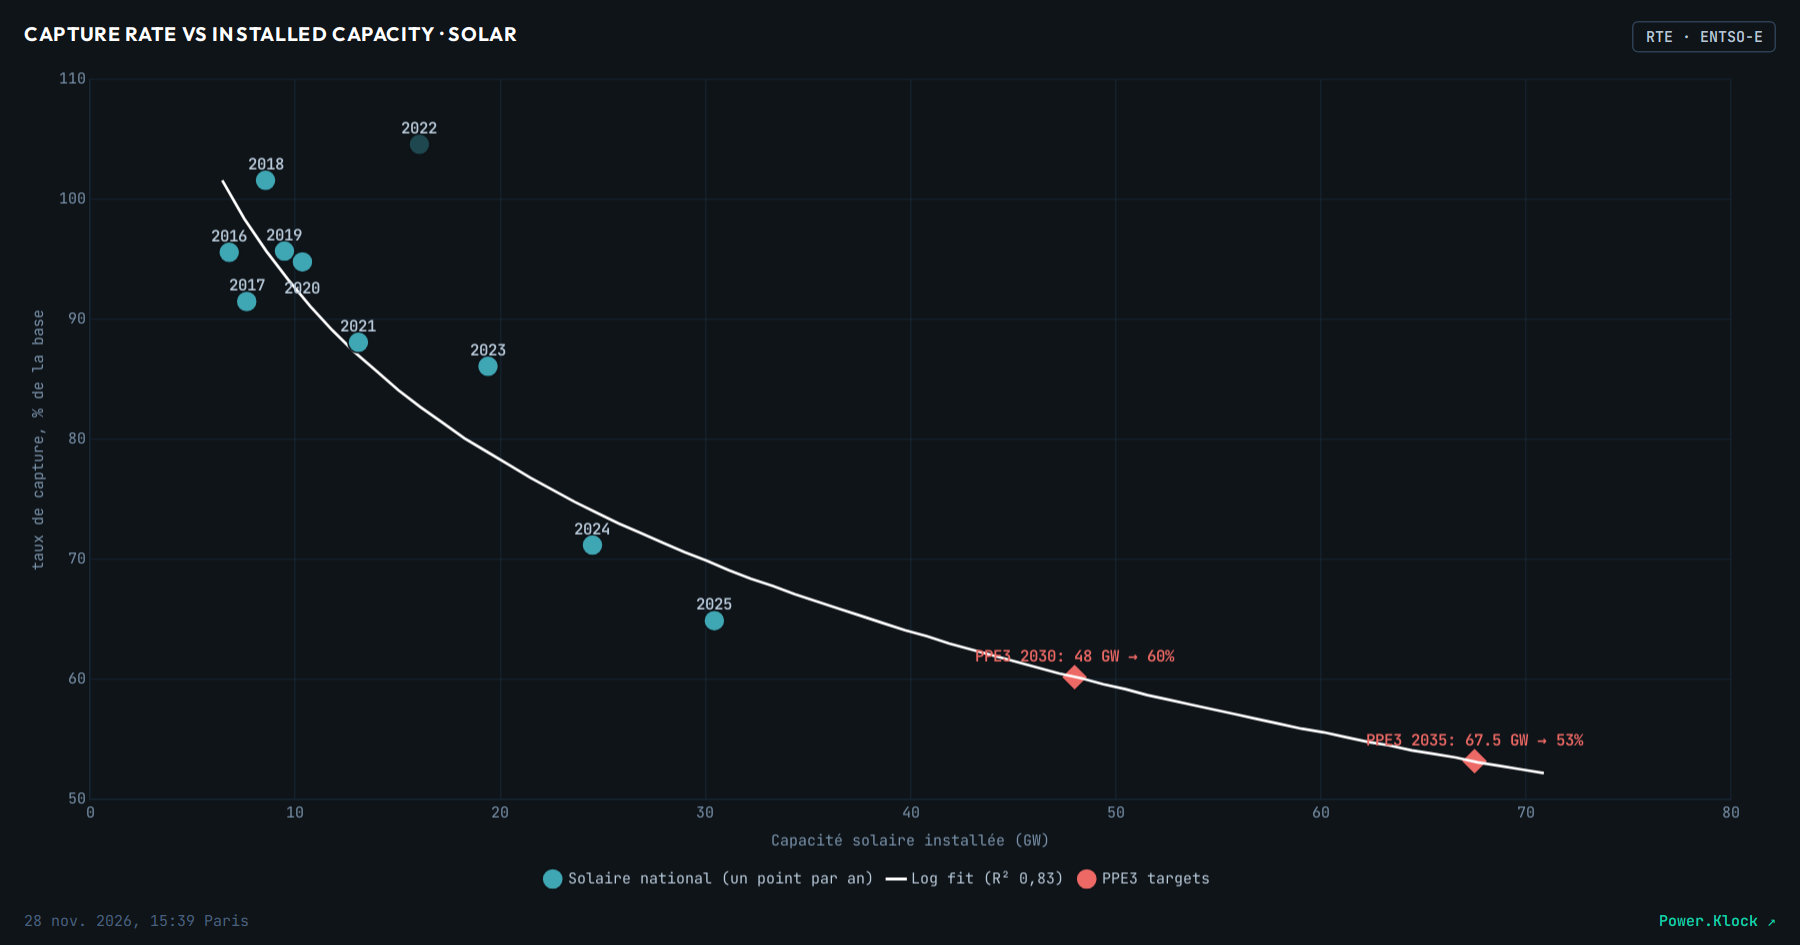 CAPTURE RATE VS INSTALLED CAPACITY · SOLAR
RTE · ENTSO-E
110
100
90
80
70
60
50
taux de capture, % de la base
2022
2018
2016
2019
2017
2020
2021
2023
2024
2025
PPE3 2030: 48 GW → 60%
PPE3 2035: 67.5 GW → 53%
0
10
20
30
40
50
60
70
80
Capacité solaire installée (GW)
Solaire national (un point par an)
Log fit (R² 0,83)
PPE3 targets
28 nov. 2026, 15:39 Paris
Power.Klock ↗